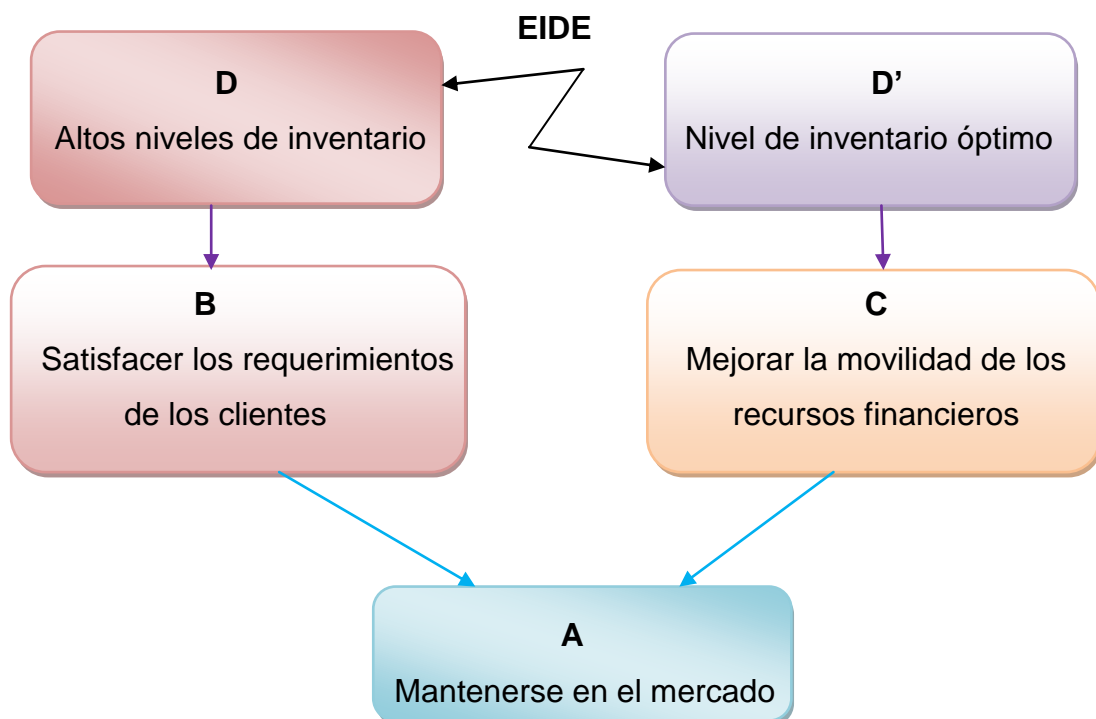 EIDE
D
Altos niveles de inventario
D’
Nivel de inventario óptimo
B
Satisfacer los requerimientos
de los clientes
C
Mejorar la movilidad de los
recursos financieros
A
Mantenerse en el mercado